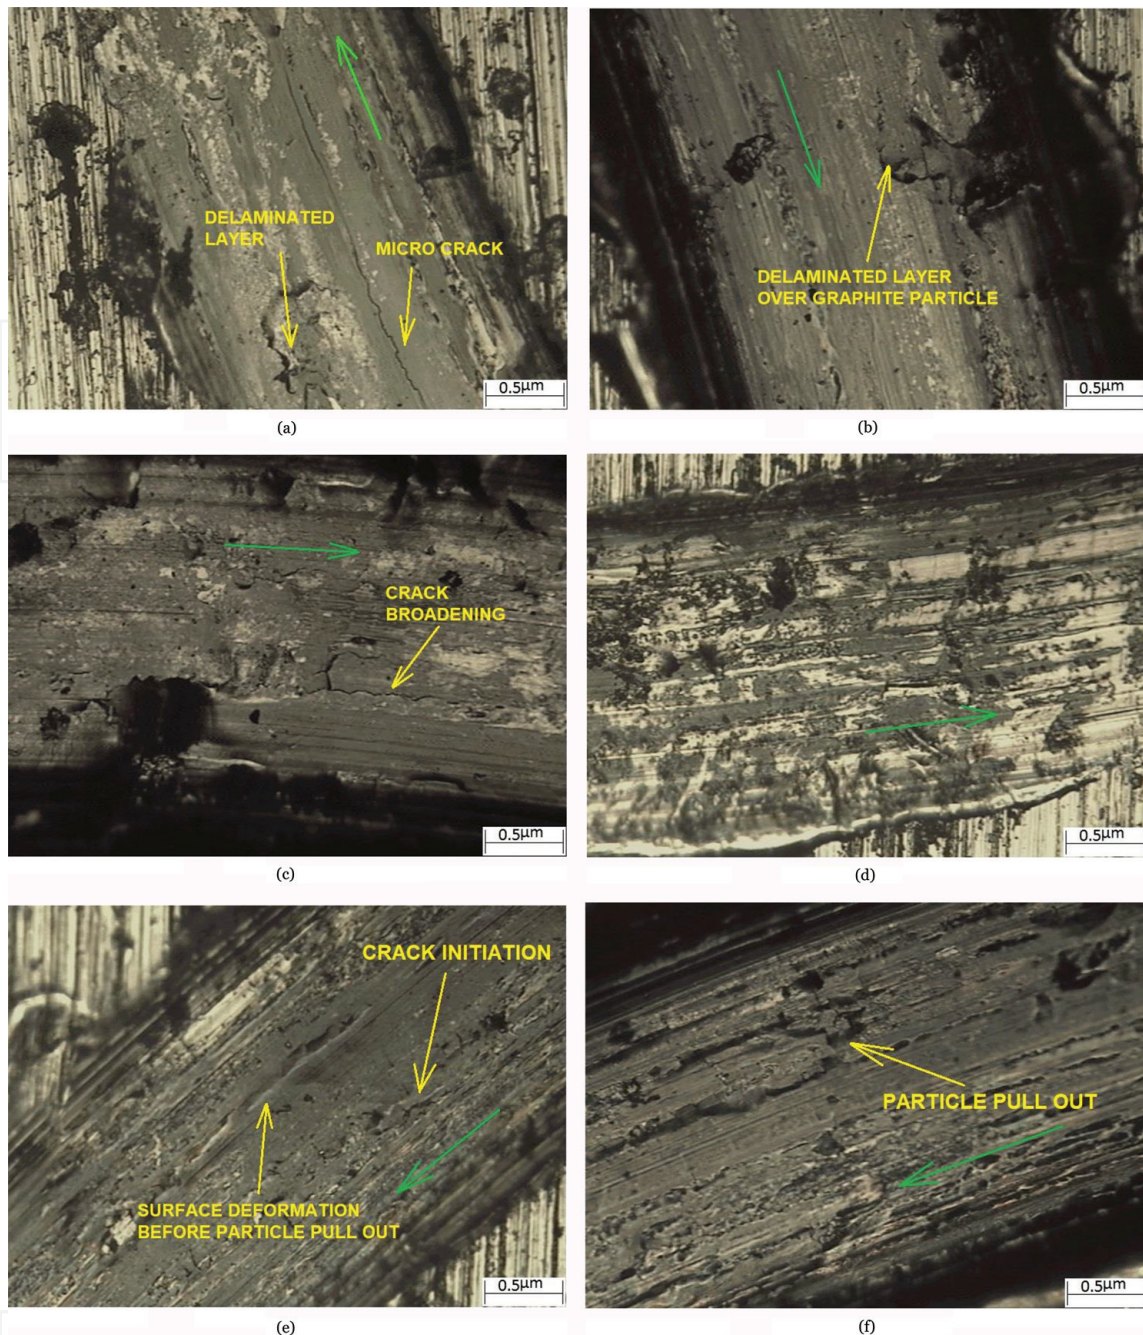 DELAMINATED
LAYER
MICRO CRACK
0.5μm
(a)
DELAMINATED LAYER
OVER GRAPHITE PARTICLE
0.5μm
(b)
CRACK
BROADENING
0.5μm
(c)
0.5μm
(d)
CRACK INITIATION
SURFACE DEFORMATION
BEFORE PARTICLE PULL OUT
0.5μm
(e)
PARTICLE PULL OUT
0.5μm
(f)